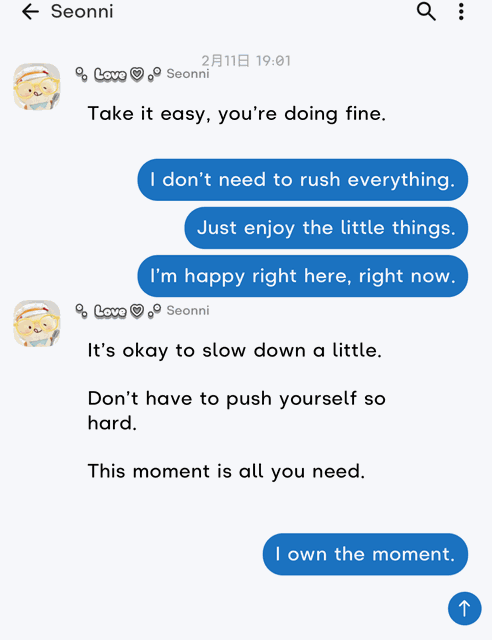 Seonni
2月11日 19:01
Love Seonni
Take it easy, you're doing fine.
I don't need to rush everything.
Just enjoy the little things.
I'm happy right here, right now.
Love Seonni
It's okay to slow down a little.
Don't have to push yourself so
hard.
This moment is all you need.
I own the moment.